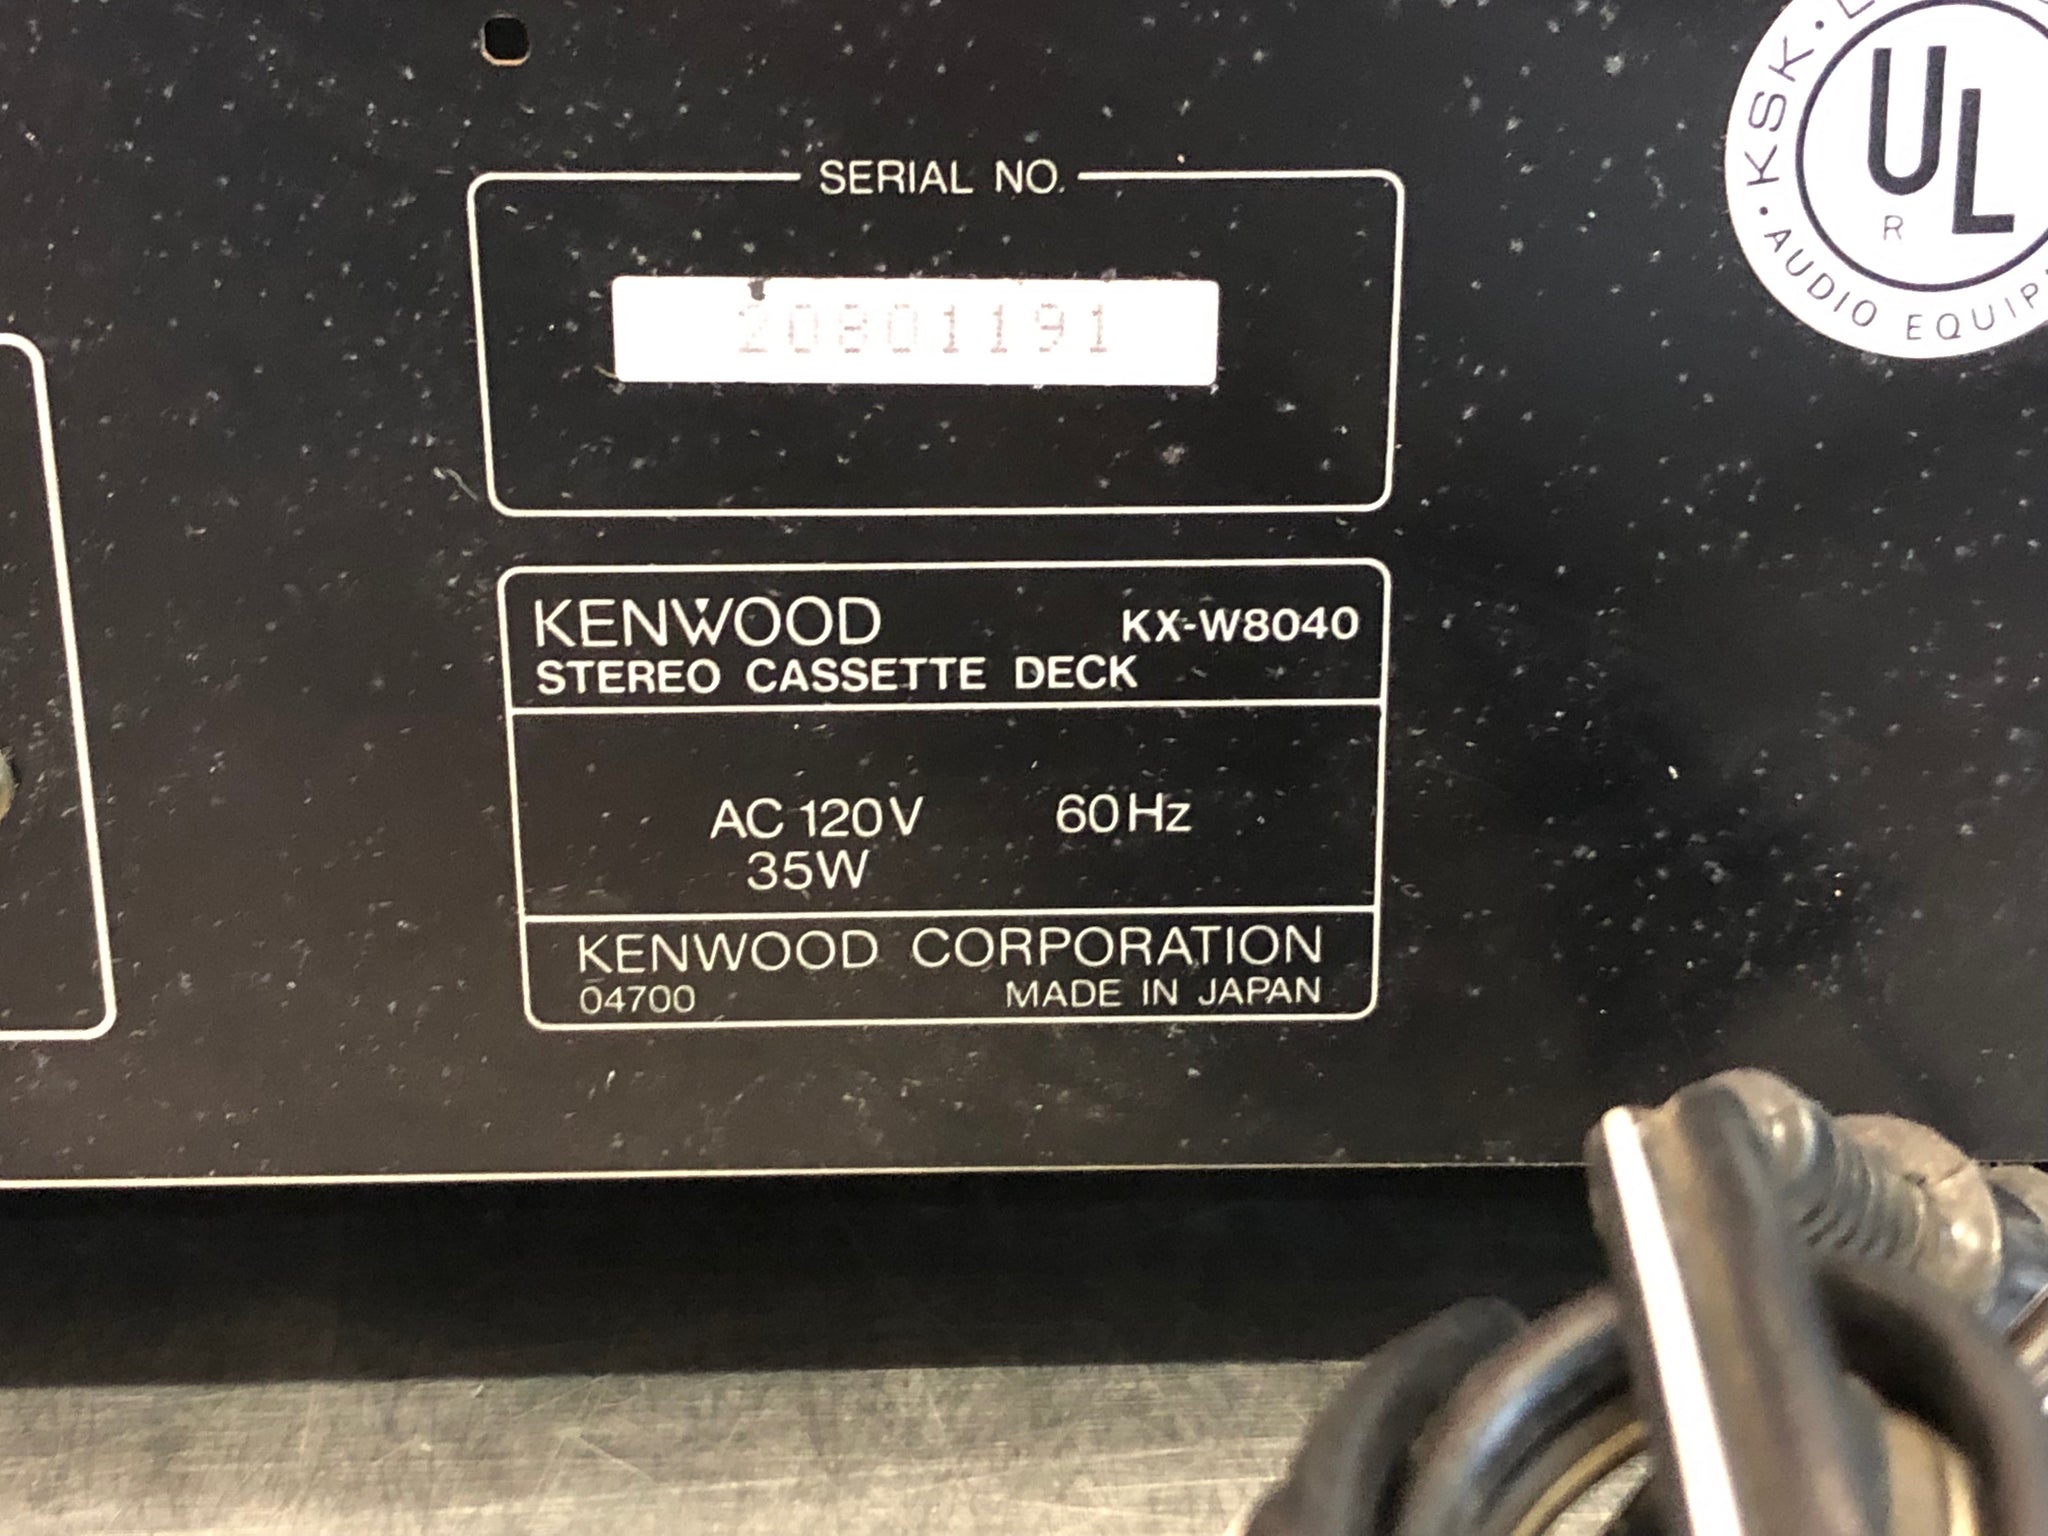 SERIAL NO.
20801191
KENWOOD KX-W8040
STEREO CASSETTE DECK
AC 120V 60Hz
35W
KENWOOD CORPORATION
04700 MADE IN JAPAN
KSK
UL
R
AUDIO